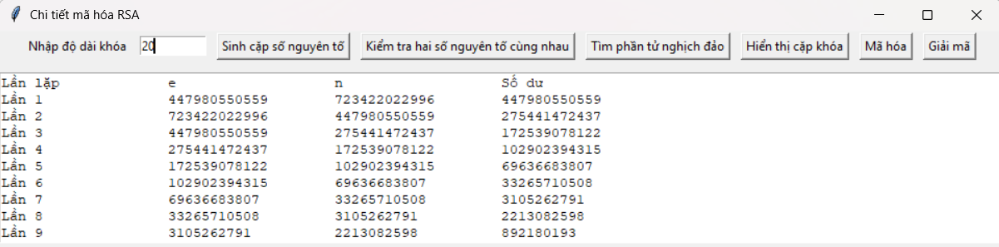 Chi tiết mã hóa RSA
Nhập độ dài khóa 20 Sinh cặp số nguyên tố Kiểm tra hai số nguyên tố cùng nhau Tìm phần tử nghịch đảo Hiển thị cặp khóa Mã hóa Giải mã
Lần lặp e n Số dư
Lần 1 447980550559 723422022996 447980550559
Lần 2 723422022996 447980550559 275441472437
Lần 3 447980550559 275441472437 172539078122
Lần 4 275441472437 172539078122 102902394315
Lần 5 172539078122 102902394315 69636683807
Lần 6 102902394315 69636683807 33265710508
Lần 7 69636683807 33265710508 3105262791
Lần 8 33265710508 3105262791 2213082598
Lần 9 3105262791 2213082598 892180193